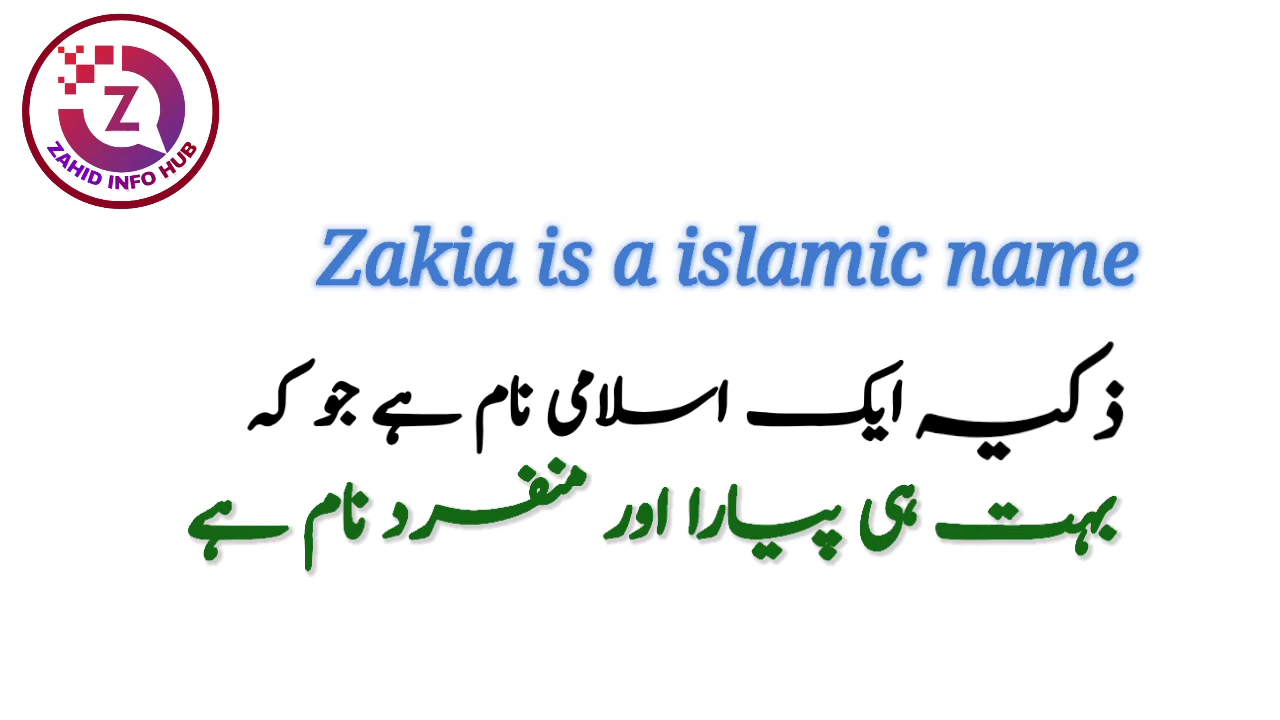 Z
ZAHID INFO HUB
Zakia is a islamic name
ذکیہ ایک اسلامی نام ہے جو کہ
بہت ہی پیارا اور منفرد نام ہے